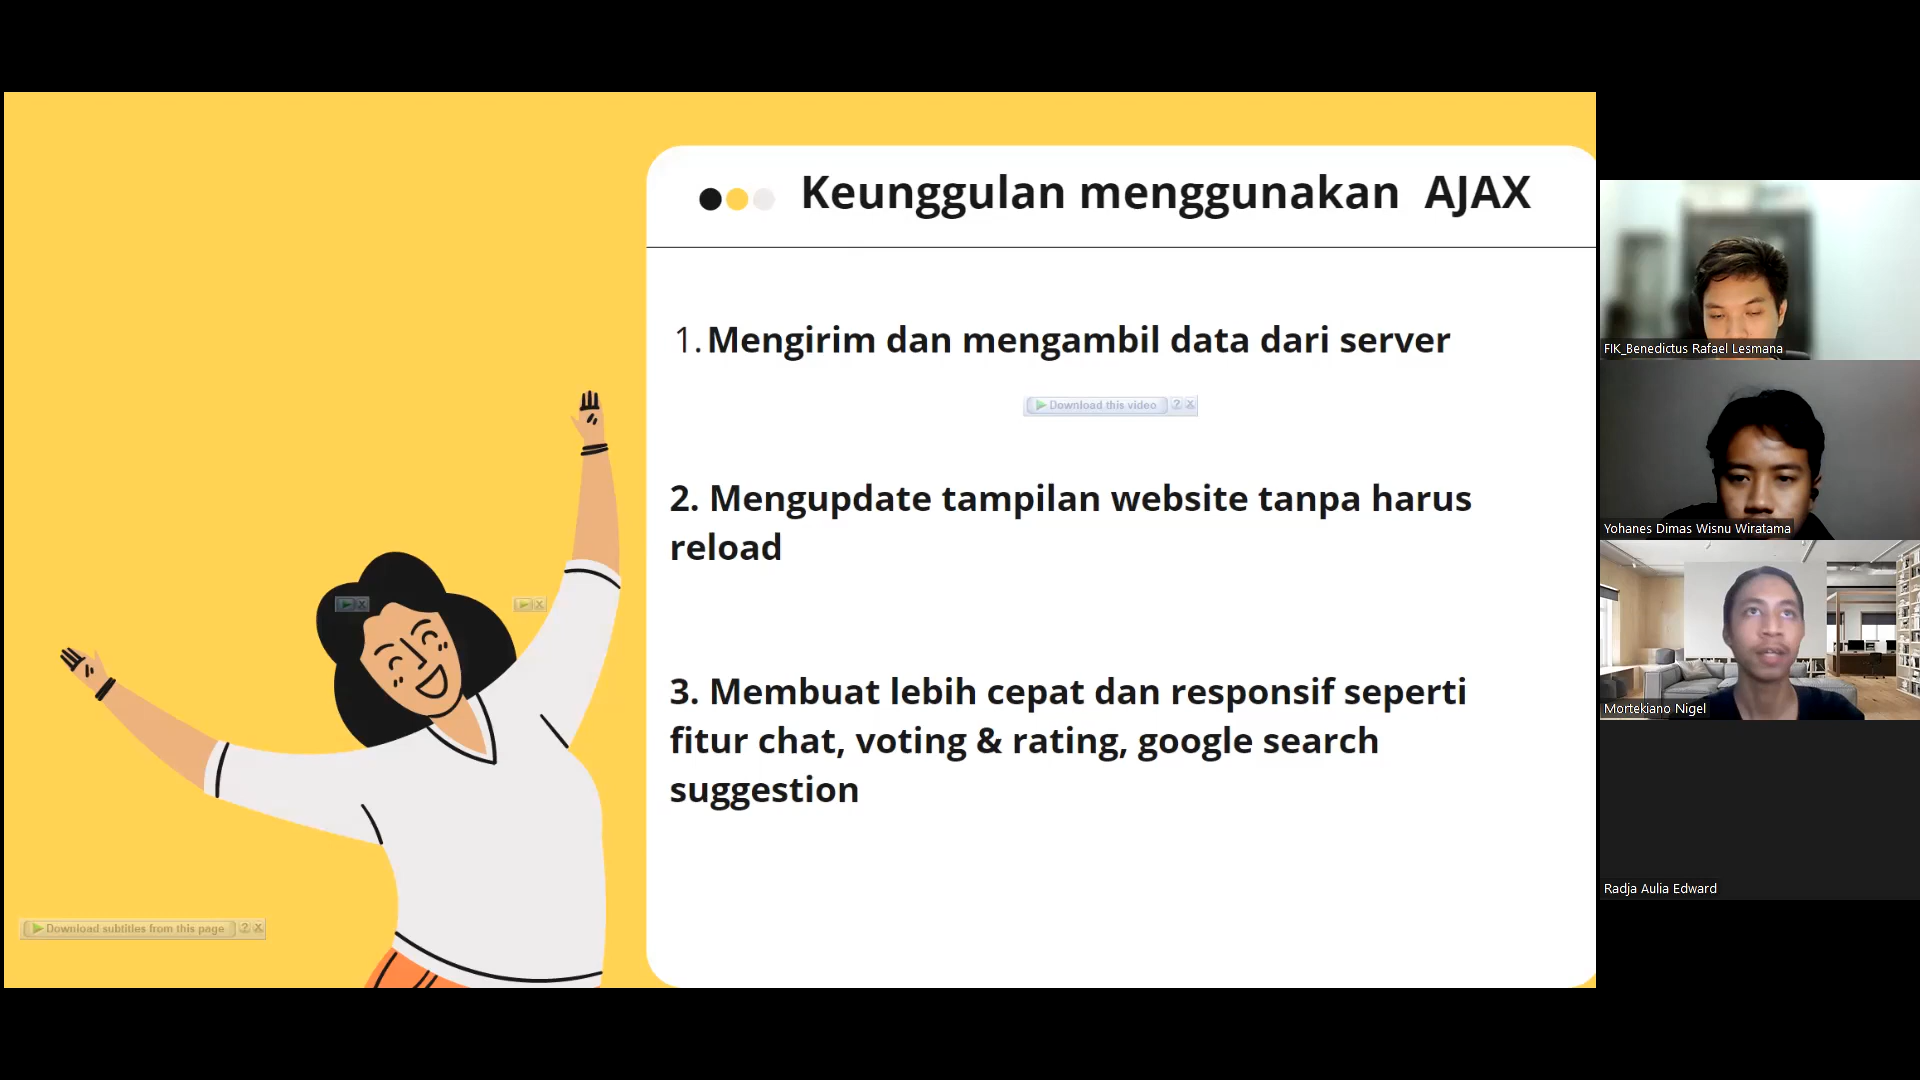 Keunggulan menggunakan AJAX
1. Mengirim dan mengambil data dari server
Download this video ? X
2. Mengupdate tampilan website tanpa harus
reload
3. Membuat lebih cepat dan responsif seperti
fitur chat, voting & rating, google search
suggestion
X
X
Download subtitles from this page ? X
FIK_Benedictus Rafael Lesmana
Yohanes Dimas Wisnu Wiratama
Mortekiano Nigel
Radja Aulia Edward